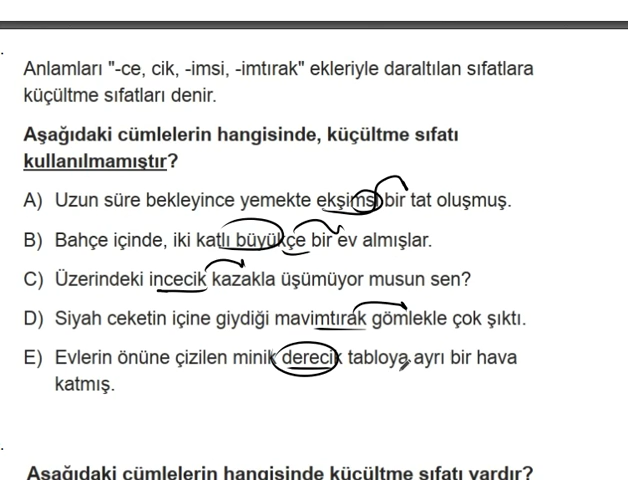 Anlamları "-ce, cik, -imsi, -imtırak" ekleriyle daraltılan sıfatlara
küçültme sıfatları denir.
Aşağıdaki cümlelerin hangisinde, küçültme sıfatı
kullanılmamıştır?
A) Uzun süre bekleyince yemekte ekşimsi bir tat oluşmuş.
B) Bahçe içinde, iki katlı büyükçe bir ev almışlar.
C) Üzerindeki incecik kazakla üşümüyor musun sen?
D) Siyah ceketin içine giydiği mavimtırak gömlekle çok şıktı.
E) Evlerin önüne çizilen minik derecik tabloya ayrı bir hava
katmış.
Aşağıdaki cümlelerin hangisinde küçültme sıfatı vardır?